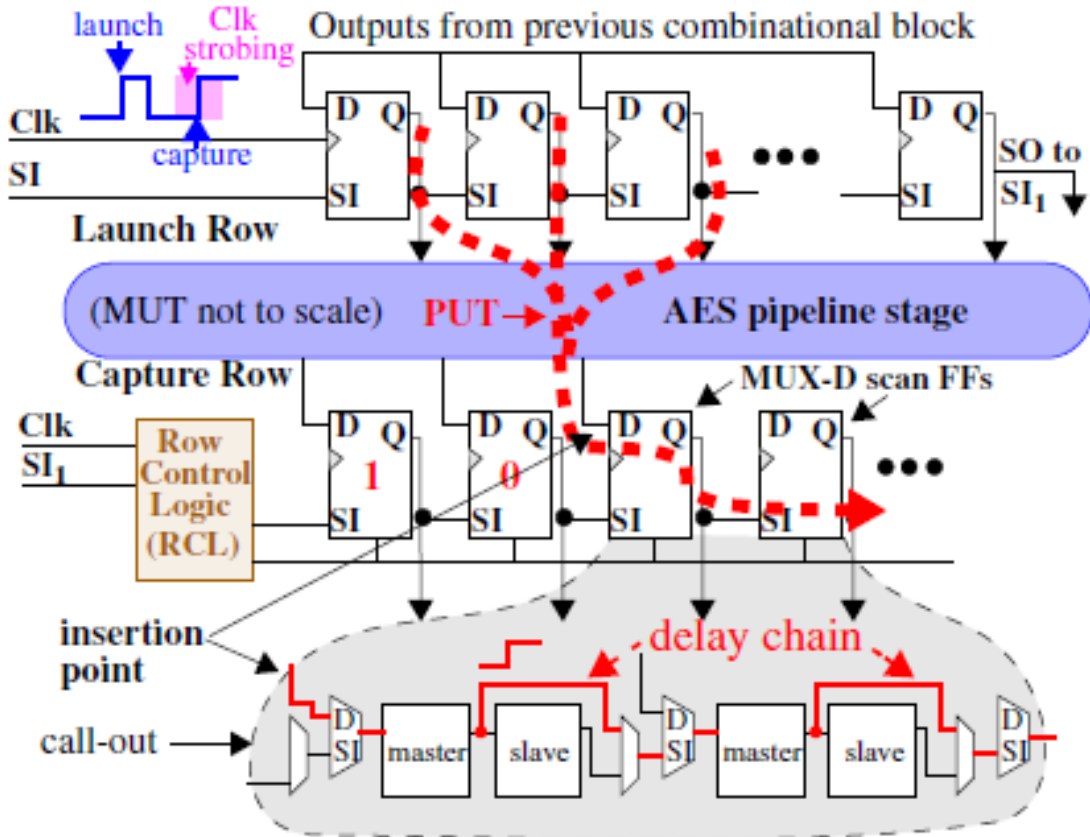 launch
Clk
strobing
Outputs from previous combinational block
D Q D Q D Q D Q
Clk
capture
SI
SI SI SI SI
SO to
SI1
Launch Row
(MUT not to scale)
PUT
AES pipeline stage
Capture Row
MUX-D scan FFs
Clk
SI1
Row
Control
Logic
(RCL)
D Q D Q D Q D Q
1 0
SI SI SI SI
insertion
point
delay chain
call-out
D
SI
master
slave
D
SI
master
slave
D
SI